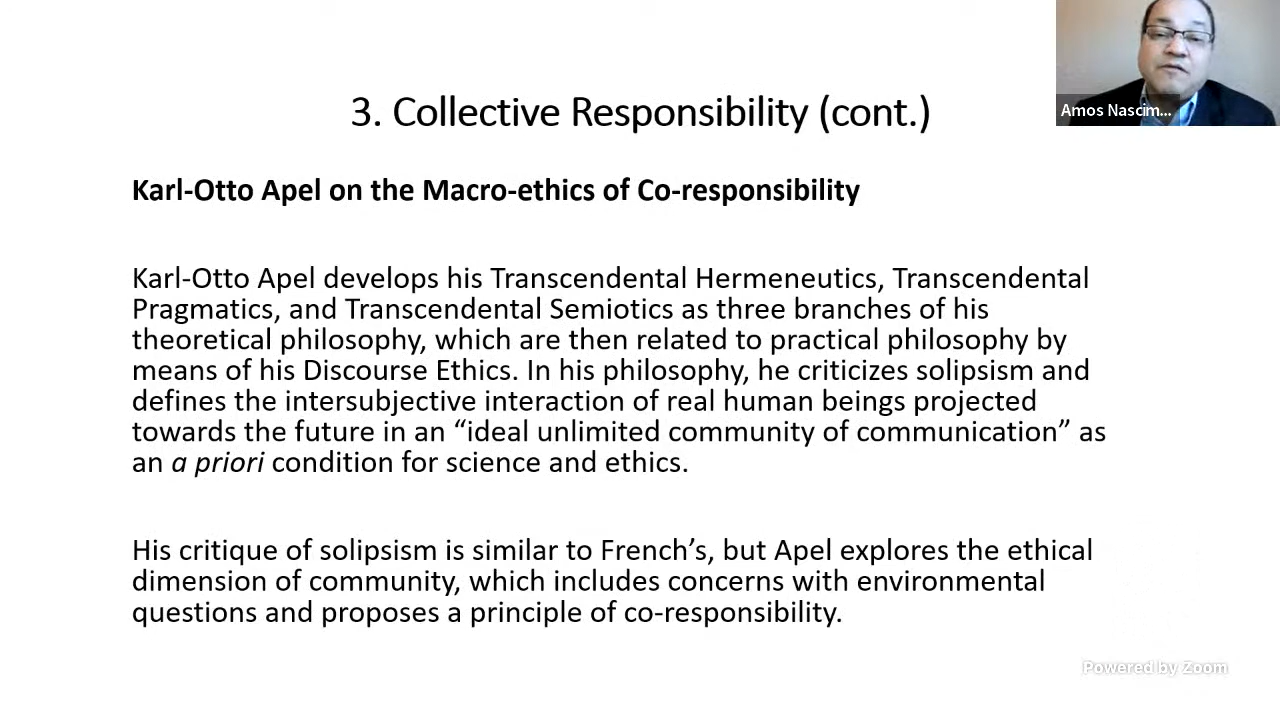 3. Collective Responsibility (cont.)
Amos Nascim...
Karl-Otto Apel on the Macro-ethics of Co-responsibility
Karl-Otto Apel develops his Transcendental Hermeneutics, Transcendental
Pragmatics, and Transcendental Semiotics as three branches of his
theoretical philosophy, which are then related to practical philosophy by
means of his Discourse Ethics. In his philosophy, he criticizes solipsism and
defines the intersubjective interaction of real human beings projected
towards the future in an “ideal unlimited community of communication” as
an a priori condition for science and ethics.
His critique of solipsism is similar to French’s, but Apel explores the ethical
dimension of community, which includes concerns with environmental
questions and proposes a principle of co-responsibility.
Powered by Zoom